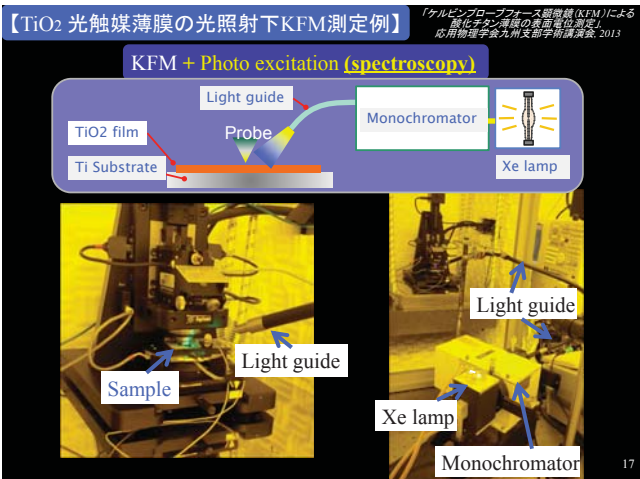 【TiO2 光触媒薄膜の光照射下KFM測定例】
「ケルビンプローブフォース顕微鏡(KFM)による
酸化チタン薄膜の表面電位測定」,
応用物理学会九州支部学術講演会, 2013
KFM + Photo excitation (spectroscopy)
Light guide
TiO2 film
Probe
Monochromator
Ti Substrate
Xe lamp
Light guide
Sample
Light guide
Xe lamp
Monochromator
17